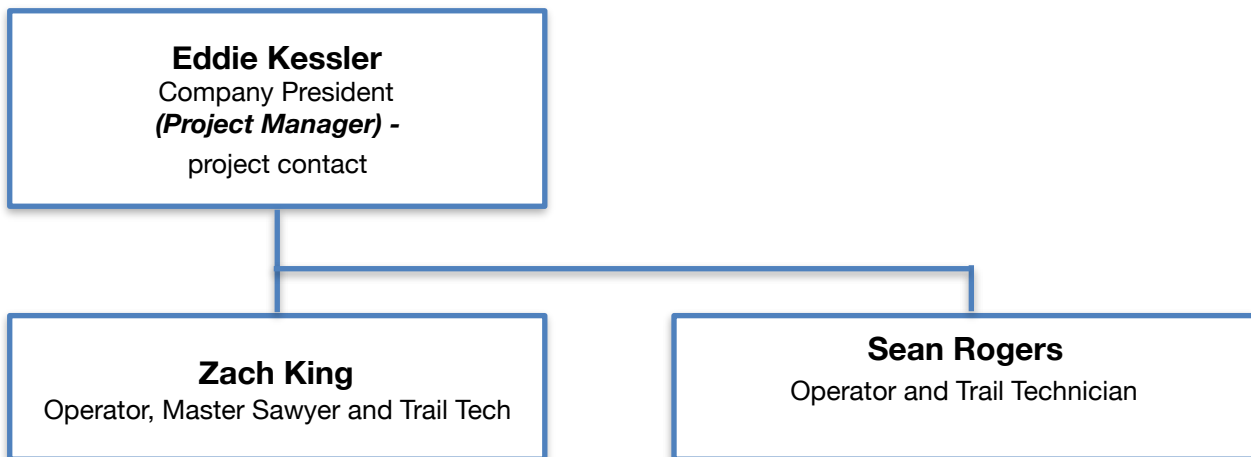 Eddie Kessler
Company President
(Project Manager) -
project contact
Zach King
Operator, Master Sawyer and Trail Tech
Sean Rogers
Operator and Trail Technician